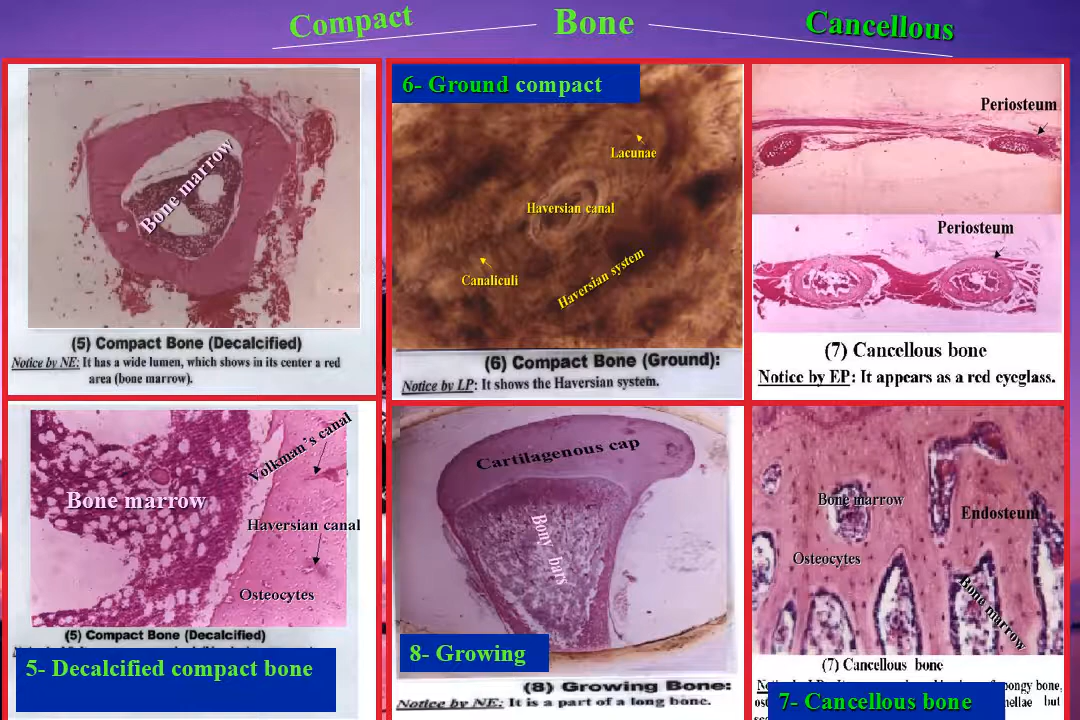 Compact
Bone
Cancellous
Bone marrow
(5) Compact Bone (Decalcified)
Notice by NE: It has a wide lumen, which shows in its center a red
area (bone marrow).
6- Ground compact
Lacunae
Haversian canal
Canaliculi
Haversian system
(6) Compact Bone (Ground):
Notice by LP: It shows the Haversian system.
Periosteum
Periosteum
(7) Cancellous bone
Notice by EP: It appears as a red eyeglass.
Volkman's canal
Bone marrow
Haversian canal
Osteocytes
(5) Compact Bone (Decalcified)
5- Decalcified compact bone
Cartilagenous cap
Bony bars
8- Growing
(8) Growing Bone:
Notice by NE: It is a part of a long bone.
Bone marrow
Endosteum
Osteocytes
Bone marrow
(7) Cancellous bone
bone,
but
7- Cancellous bone